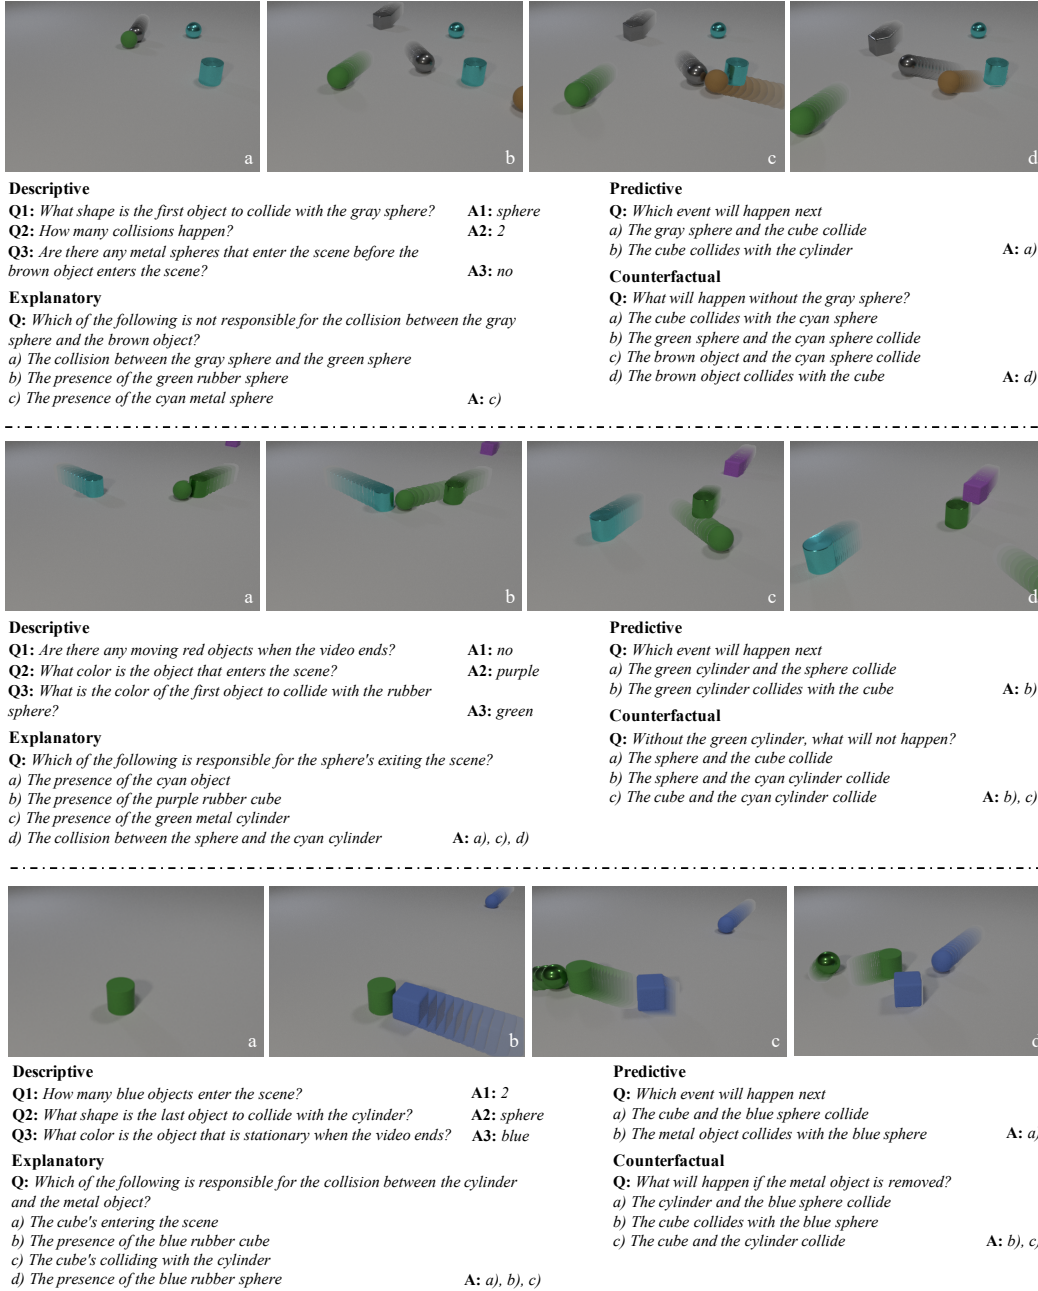 a
b
c
d
Descriptive
Q1: What shape is the first object to collide with the gray sphere? A1: sphere
Q2: How many collisions happen? A2: 2
Q3: Are there any metal spheres that enter the scene before the
brown object enters the scene? A3: no
Explanatory
Q: Which of the following is not responsible for the collision between the gray
sphere and the brown object?
a) The collision between the gray sphere and the green sphere
b) The presence of the green rubber sphere
c) The presence of the cyan metal sphere A: c)
Predictive
Q: Which event will happen next
a) The gray sphere and the cube collide
b) The cube collides with the cylinder A: a)
Counterfactual
Q: What will happen without the gray sphere?
a) The cube collides with the cyan sphere
b) The green sphere and the cyan sphere collide
c) The brown object and the cyan sphere collide
d) The brown object collides with the cube A: d)
a
b
c
d
Descriptive
Q1: Are there any moving red objects when the video ends? A1: no
Q2: What color is the object that enters the scene? A2: purple
Q3: What is the color of the first object to collide with the rubber
sphere? A3: green
Explanatory
Q: Which of the following is responsible for the sphere's exiting the scene?
a) The presence of the cyan object
b) The presence of the purple rubber cube
c) The presence of the green metal cylinder
d) The collision between the sphere and the cyan cylinder A: a), c), d)
Predictive
Q: Which event will happen next
a) The green cylinder and the sphere collide
b) The green cylinder collides with the cube A: b)
Counterfactual
Q: Without the green cylinder, what will not happen?
a) The sphere and the cube collide
b) The sphere and the cyan cylinder collide
c) The cube and the cyan cylinder collide A: b), c)
a
b
c
d
Descriptive
Q1: How many blue objects enter the scene? A1: 2
Q2: What shape is the last object to collide with the cylinder? A2: sphere
Q3: What color is the object that is stationary when the video ends? A3: blue
Explanatory
Q: Which of the following is responsible for the collision between the cylinder
and the metal object?
a) The cube's entering the scene
b) The presence of the blue rubber cube
c) The cube's colliding with the cylinder
d) The presence of the blue rubber sphere A: a), b), c)
Predictive
Q: Which event will happen next
a) The cube and the blue sphere collide
b) The metal object collides with the blue sphere A: a)
Counterfactual
Q: What will happen if the metal object is removed?
a) The cylinder and the blue sphere collide
b) The cube collides with the blue sphere
c) The cube and the cylinder collide A: b), c)